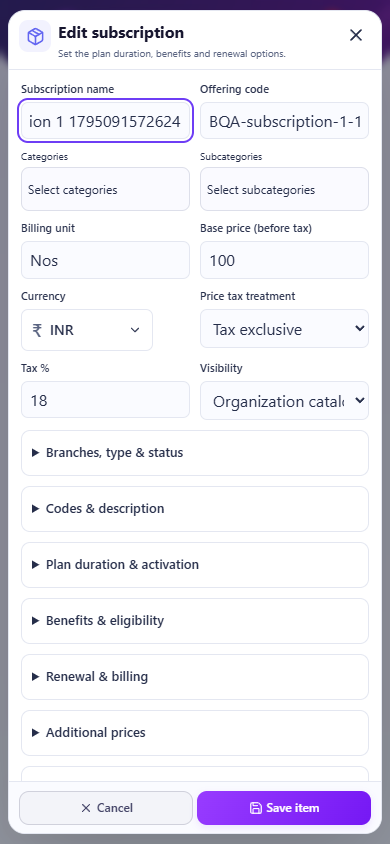 Edit subscription
Set the plan duration, benefits and renewal options.
Subscription name
Offering code
ion 1 1795091572624
BQA-subscription-1-1
Categories
Subcategories
Select categories
Select subcategories
Billing unit
Base price (before tax)
Nos
100
Currency
Price tax treatment
₹ INR
Tax exclusive
Tax %
Visibility
18
Organization catal
Branches, type & status
Codes & description
Plan duration & activation
Benefits & eligibility
Renewal & billing
Additional prices
Cancel
Save item